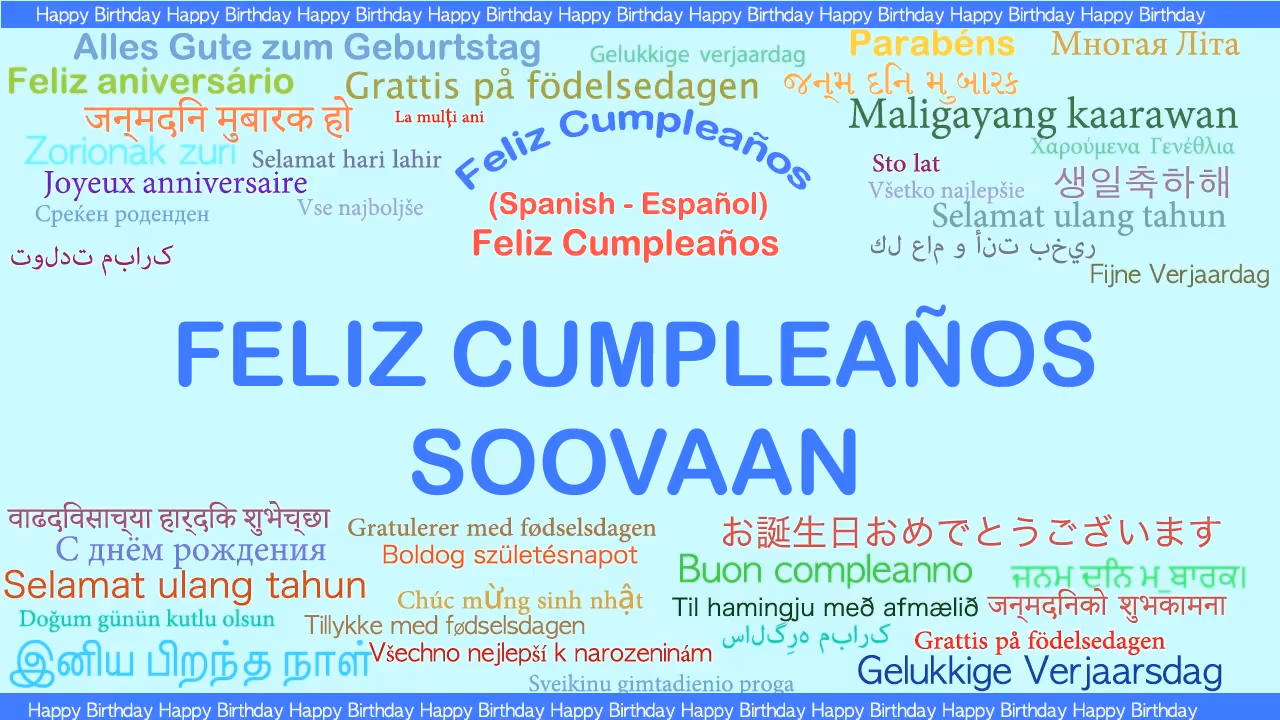 Happy Birthday Happy Birthday Happy Birthday Happy Birthday Happy Birthday Happy Birthday Happy Birthday Happy Birthday Happy Birthday
Alles Gute zum Geburtstag
Gelukkige verjaardag
Parabéns
Многая Літа
Feliz aniversário
Grattis på födelsedagen
જન્મ દિન મુબારક
जन्मदिन मुबारक हो
La mulţi ani
Feliz Cumpleaños
Maligayang kaarawan
Zorionak zuri
Selamat hari lahir
Sto lat
Χαρούμενα Γενέθλια
Joyeux anniversaire
Všetko najlepšie
생일축하해
Срећен роденден
Vse najboljše
(Spanish - Español)
Selamat ulang tahun
Feliz Cumpleaños
تولدت مبارک
كل عام و أنت بخير
Fijne Verjaardag
FELIZ CUMPLEAÑOS
SOOVAAN
वाढदिवसाच्या हार्दिक शुभेच्छा
Gratulerer med fødselsdagen
お誕生日おめでとうございます
С днём рождения
Boldog születésnapot
Buon compleanno
ਜਨਮ ਦਿਨ ਮੁਬਾਰਕ।
Selamat ulang tahun
Chúc mừng sinh nhật
Til hamingju með afmælið
जन्मदिनको शुभकामना
Doğum günün kutlu olsun
Tillykke med fødselsdagen
سالگرہ مبارک
Grattis på födelsedagen
இனிய பிறந்த நாள்
Všechno nejlepší k narozeninám
Gelukkige Verjaarsdag
Sveikinu gimtadienio proga
Happy Birthday Happy Birthday Happy Birthday Happy Birthday Happy Birthday Happy Birthday Happy Birthday Happy Birthday Happy Birthday